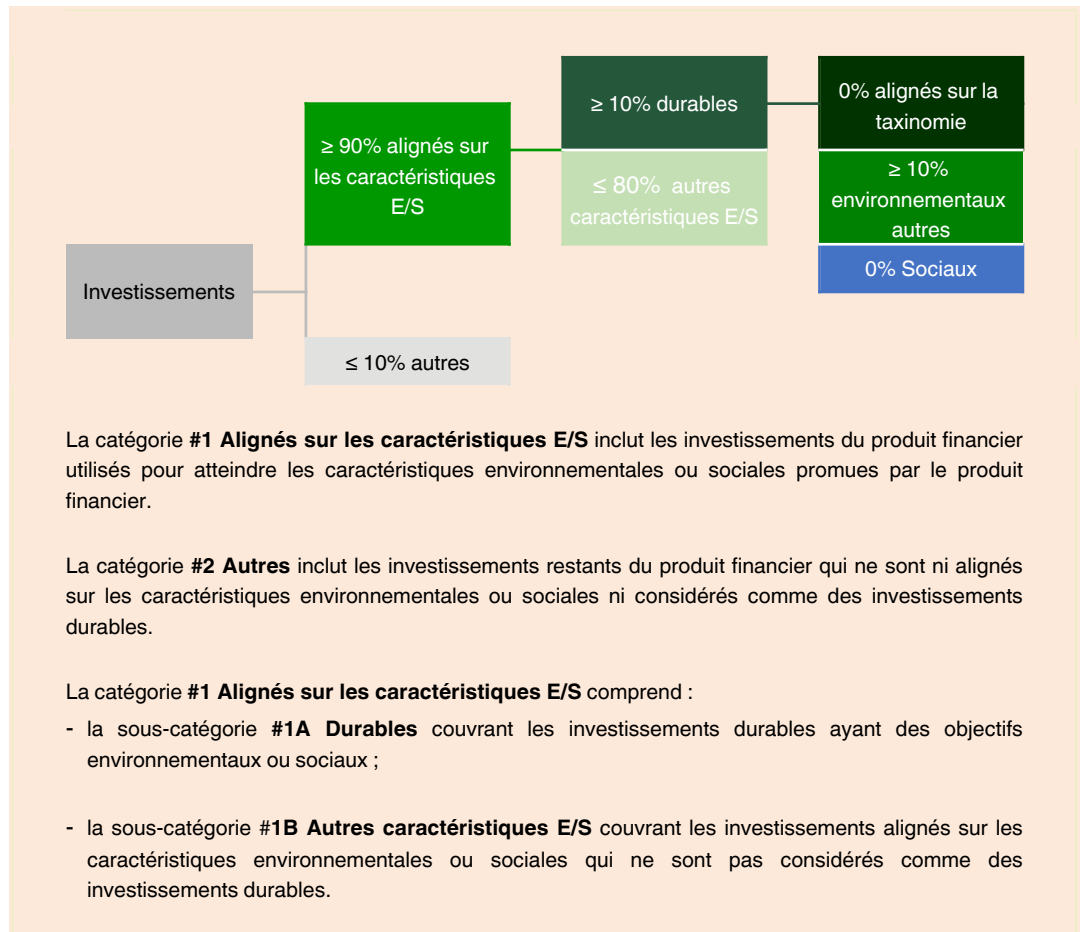 Investissements
≥ 90% alignés sur
les caractéristiques
E/S
≤ 10% autres
≥ 10% durables
≤ 80% autres
caractéristiques E/S
0% alignés sur la
taxinomie
≥ 10%
environnementaux
autres
0% Sociaux
La catégorie #1 Alignés sur les caractéristiques E/S inclut les investissements du produit financier
utilisés pour atteindre les caractéristiques environnementales ou sociales promues par le produit
financier.
La catégorie #2 Autres inclut les investissements restants du produit financier qui ne sont ni alignés
sur les caractéristiques environnementales ou sociales ni considérés comme des investissements
durables.
La catégorie #1 Alignés sur les caractéristiques E/S comprend :
- la sous-catégorie #1A Durables couvrant les investissements durables ayant des objectifs
environnementaux ou sociaux ;
- la sous-catégorie #1B Autres caractéristiques E/S couvrant les investissements alignés sur les
caractéristiques environnementales ou sociales qui ne sont pas considérés comme des
investissements durables.